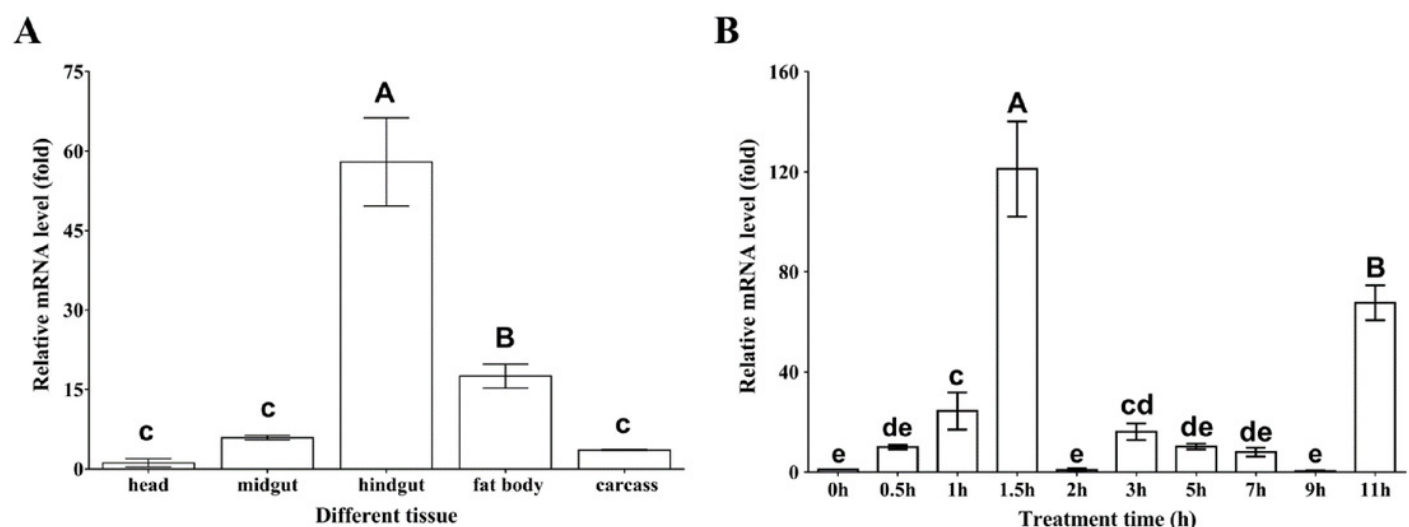 A
Relative mRNA level (fold)
75
60
45
30
15
0
A
B
c
c
c
head midgut hindgut fat body carcass
Different tissue
B
Relative mRNA level (fold)
160
120
80
40
0
A
B
c
cd
de
de
de
e
e
e
0h 0.5h 1h 1.5h 2h 3h 5h 7h 9h 11h
Treatment time (h)